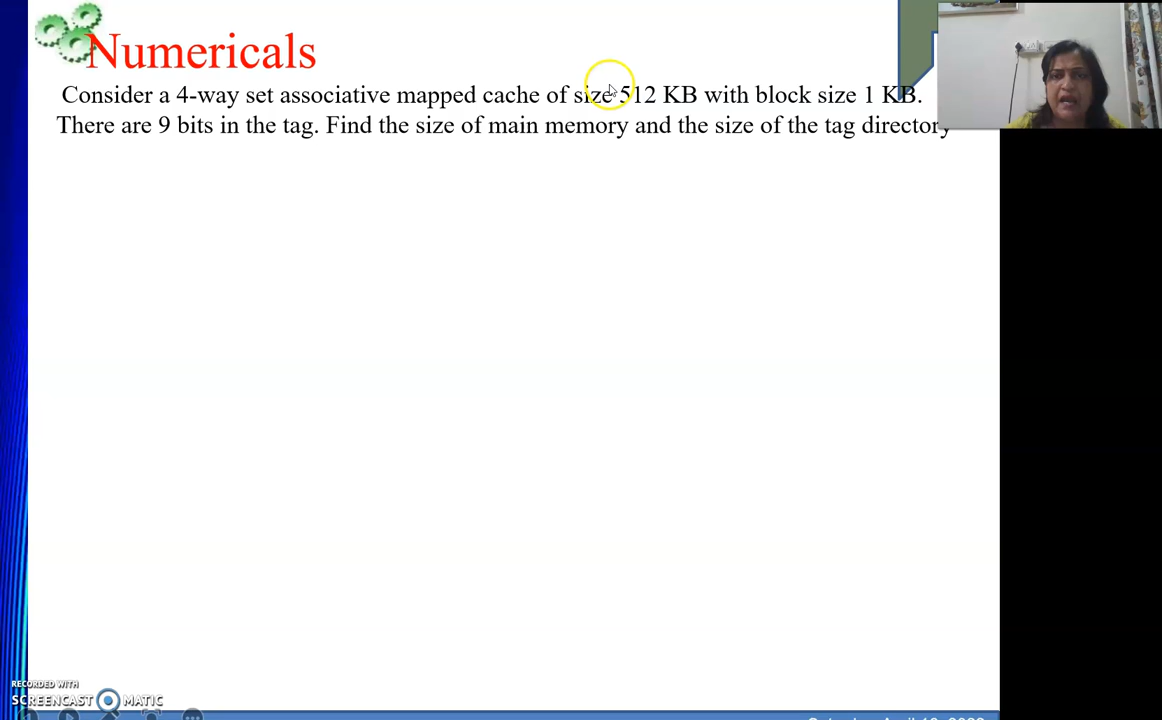 Numericals
Consider a 4-way set associative mapped cache of size 512 KB with block size 1 KB.
There are 9 bits in the tag. Find the size of main memory and the size of the tag directory
RECORDED WITH
SCREENCAST MATIC